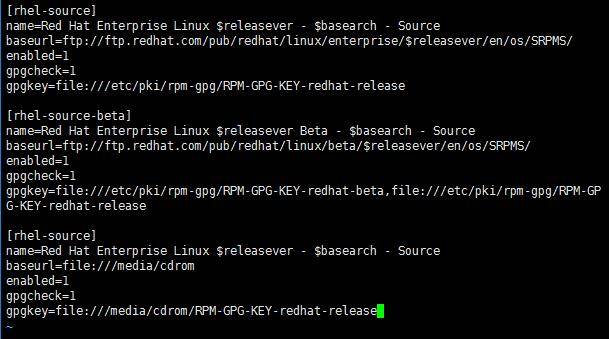 [rhel-source]
name=Red Hat Enterprise Linux $releasever - $basearch - Source
baseurl=ftp://ftp.redhat.com/pub/redhat/linux/enterprise/$releasever/en/os/SRPMS/
enabled=1
gpgcheck=1
gpgkey=file:///etc/pki/rpm-gpg/RPM-GPG-KEY-redhat-release

[rhel-source-beta]
name=Red Hat Enterprise Linux $releasever Beta - $basearch - Source
baseurl=ftp://ftp.redhat.com/pub/redhat/linux/beta/$releasever/en/os/SRPMS/
enabled=1
gpgcheck=1
gpgkey=file:///etc/pki/rpm-gpg/RPM-GPG-KEY-redhat-beta,file:///etc/pki/rpm-gpg/RPM-GP
G-KEY-redhat-release

[rhel-source]
name=Red Hat Enterprise Linux $releasever - $basearch - Source
baseurl=file:///media/cdrom
enabled=1
gpgcheck=1
gpgkey=file:///media/cdrom/RPM-GPG-KEY-redhat-release
~